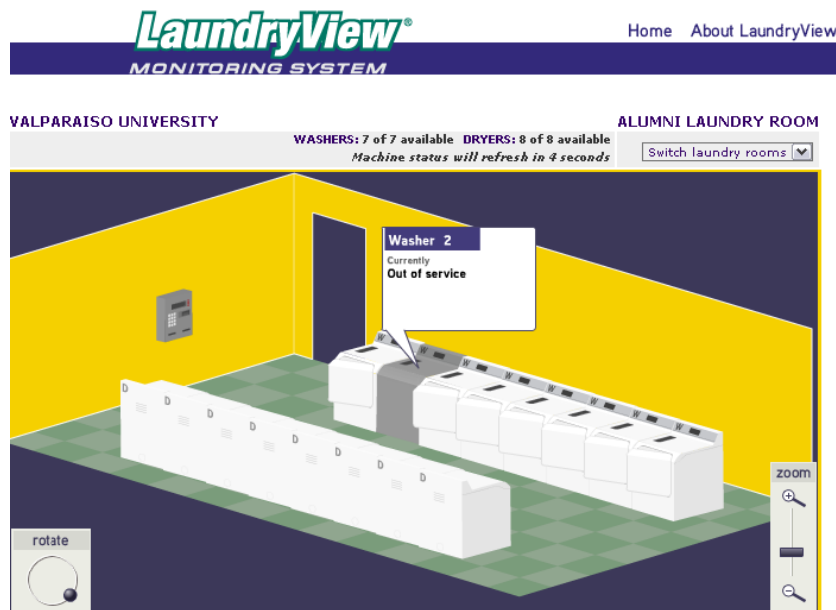 LaundryView®
Home About LaundryView
MONITORING SYSTEM
VALPARAISO UNIVERSITY
ALUMNI LAUNDRY ROOM
WASHERS: 7 of 7 available DRYERS: 8 of 8 available
Machine status will refresh in 4 seconds
Switch laundry rooms
Washer 2
Currently
Out of service
W
W
W
W
W
W
W
W
D
D
D
D
D
D
D
D
zoom
rotate